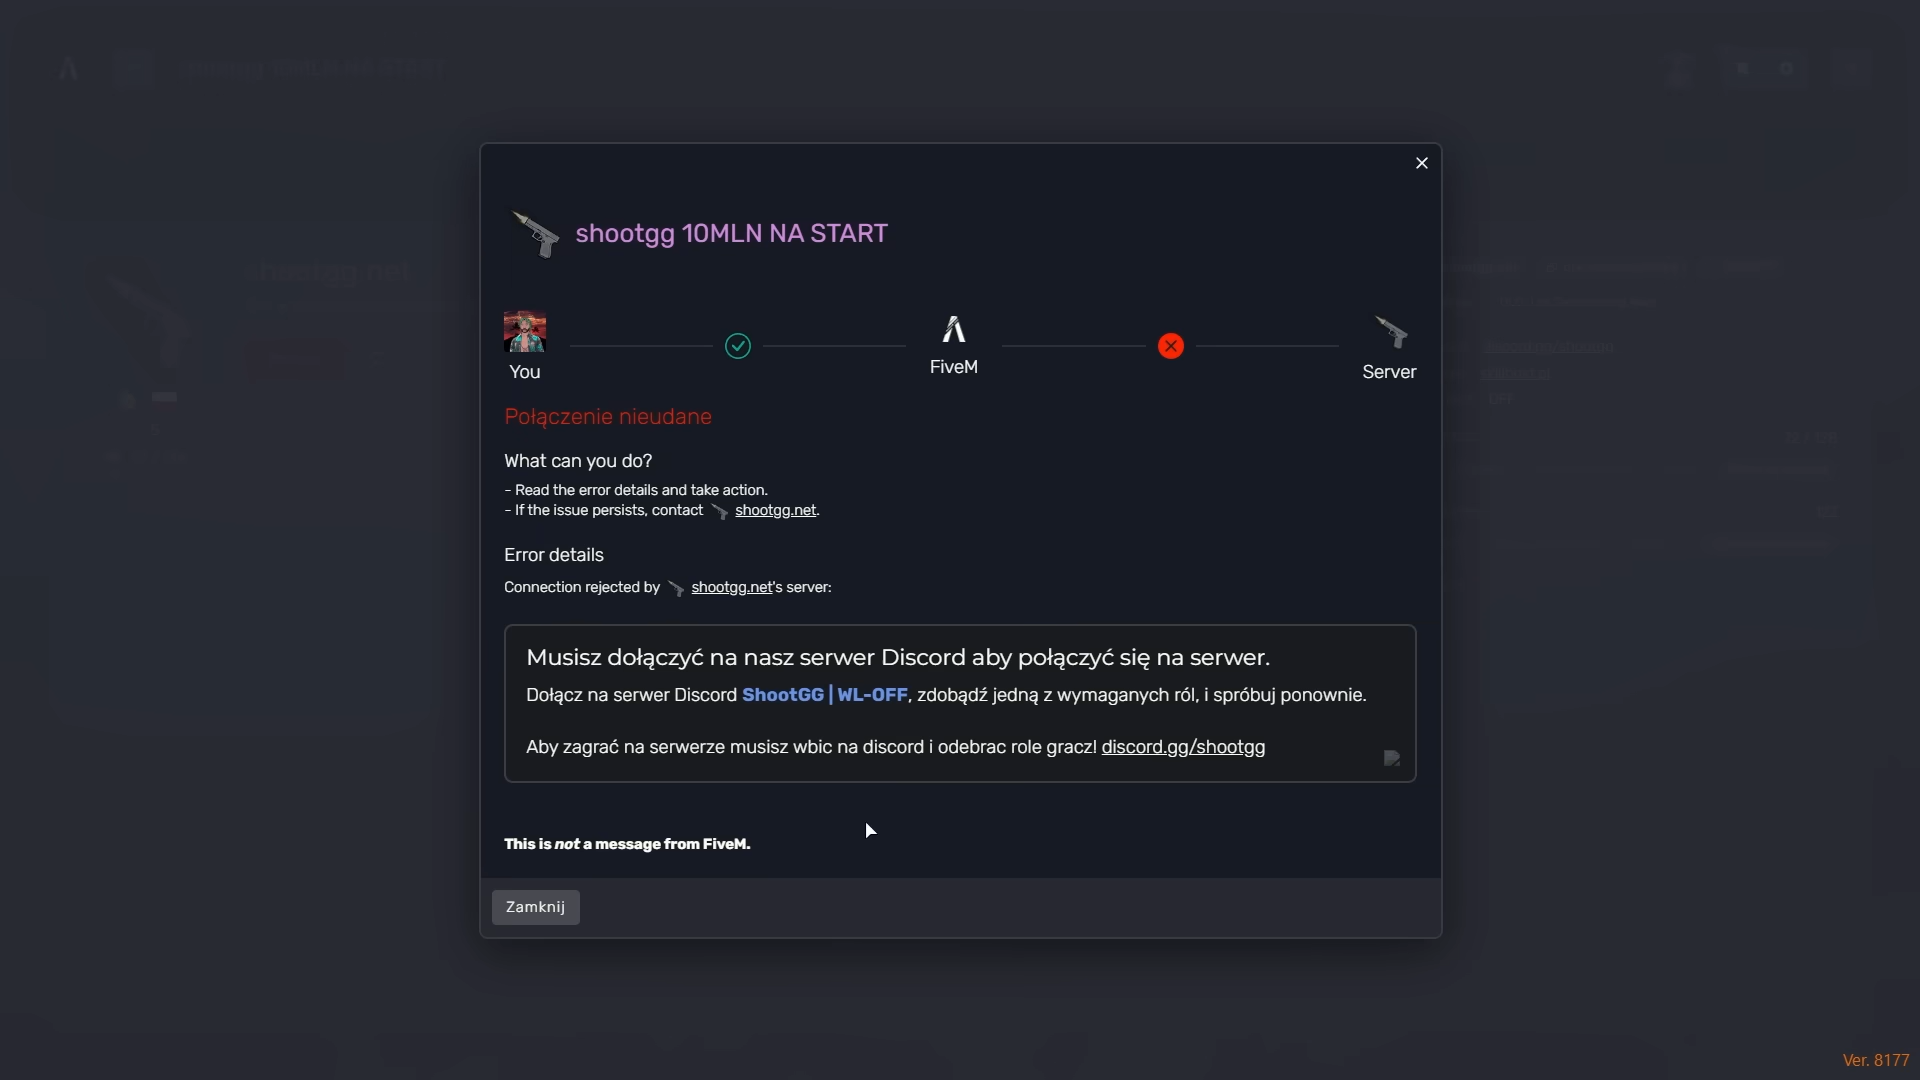 shootgg 10MLN NA START
You
FiveM
Server
Połączenie nieudane
What can you do?
- Read the error details and take action.
- If the issue persists, contact shootgg.net.
Error details
Connection rejected by shootgg.net's server:
Musisz dołączyć na nasz serwer Discord aby połączyć się na serwer.
Dołącz na serwer Discord ShootGG | WL-OFF, zdobądź jedną z wymaganych ról, i spróbuj ponownie.
Aby zagrać na serwerze musisz wbic na discord i odebrac role gracz! discord.gg/shootgg
This is not a message from FiveM.
Zamknij
Ver. 8177